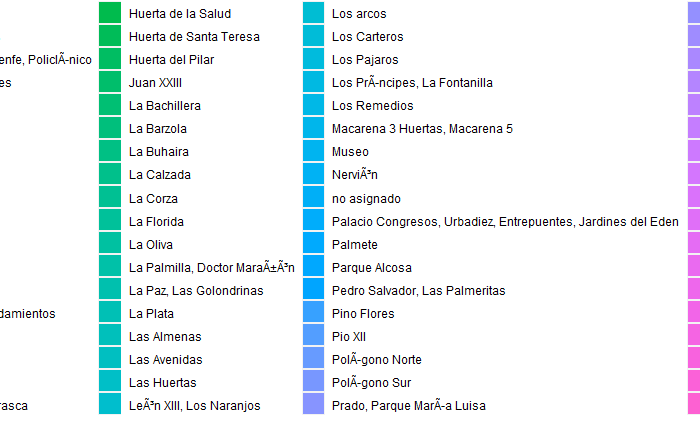 enfe, PoliclÃ­nico
es
damientos
rasca
Huerta de la Salud
Huerta de Santa Teresa
Huerta del Pilar
Juan XXIII
La Bachillera
La Barzola
La Buhaira
La Calzada
La Corza
La Florida
La Oliva
La Palmilla, Doctor MaraÃ±Ã³n
La Paz, Las Golondrinas
La Plata
Las Almenas
Las Avenidas
Las Huertas
LeÃ³n XIII, Los Naranjos
Los arcos
Los Carteros
Los Pajaros
Los PrÃ­ncipes, La Fontanilla
Los Remedios
Macarena 3 Huertas, Macarena 5
Museo
NerviÃ³n
no asignado
Palacio Congresos, Urbadiez, Entrepuentes, Jardines del Eden
Palmete
Parque Alcosa
Pedro Salvador, Las Palmeritas
Pino Flores
Pio XII
PolÃ­gono Norte
PolÃ­gono Sur
Prado, Parque MarÃ­a Luisa